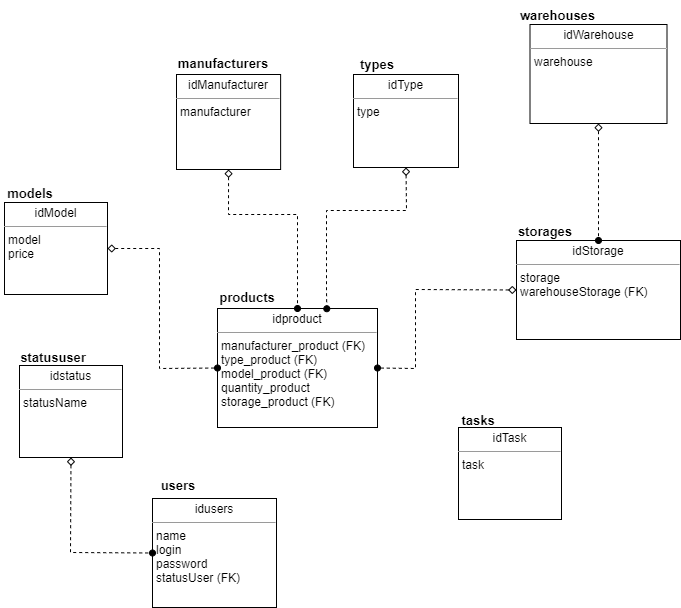 warehouses
idWarehouse
warehouse
manufacturers
idManufacturer
manufacturer
types
idType
type
models
idModel
model
price
storages
idStorage
storage
warehouseStorage (FK)
products
idproduct
manufacturer_product (FK)
type_product (FK)
model_product (FK)
quantity_product
storage_product (FK)
statususer
idstatus
statusName
tasks
idTask
task
users
idusers
name
login
password
statusUser (FK)